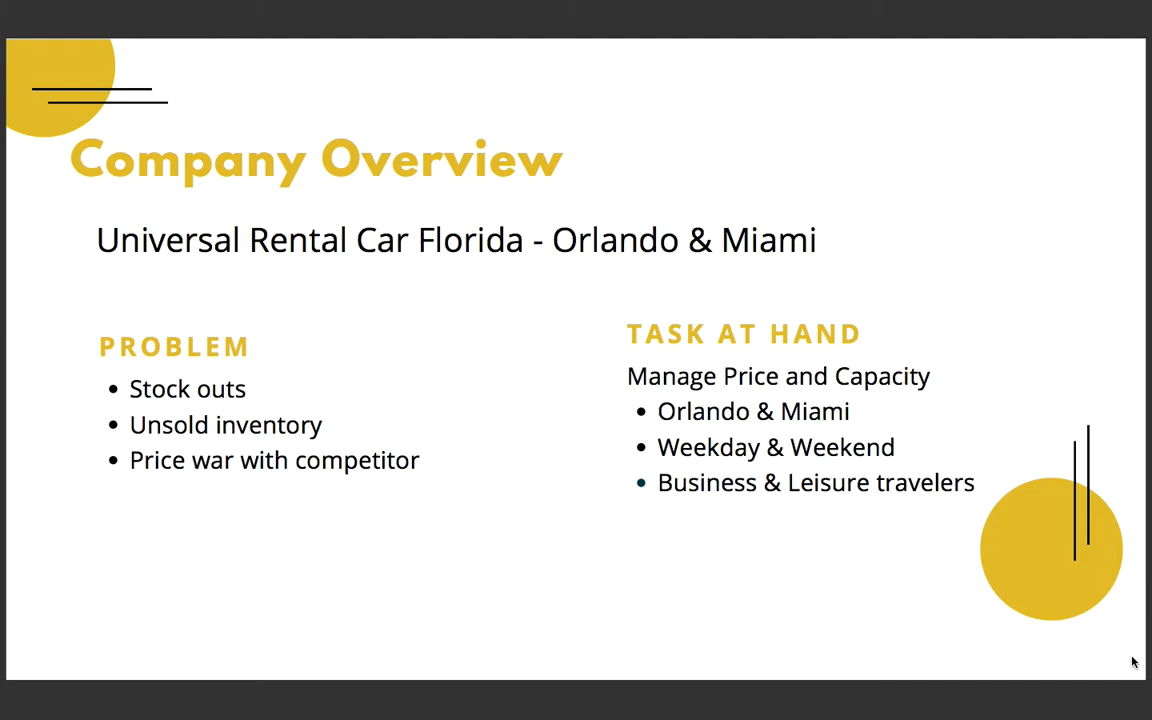 Company Overview
Universal Rental Car Florida - Orlando & Miami
PROBLEM
• Stock outs
• Unsold inventory
• Price war with competitor
TASK AT HAND
Manage Price and Capacity
• Orlando & Miami
• Weekday & Weekend
• Business & Leisure travelers